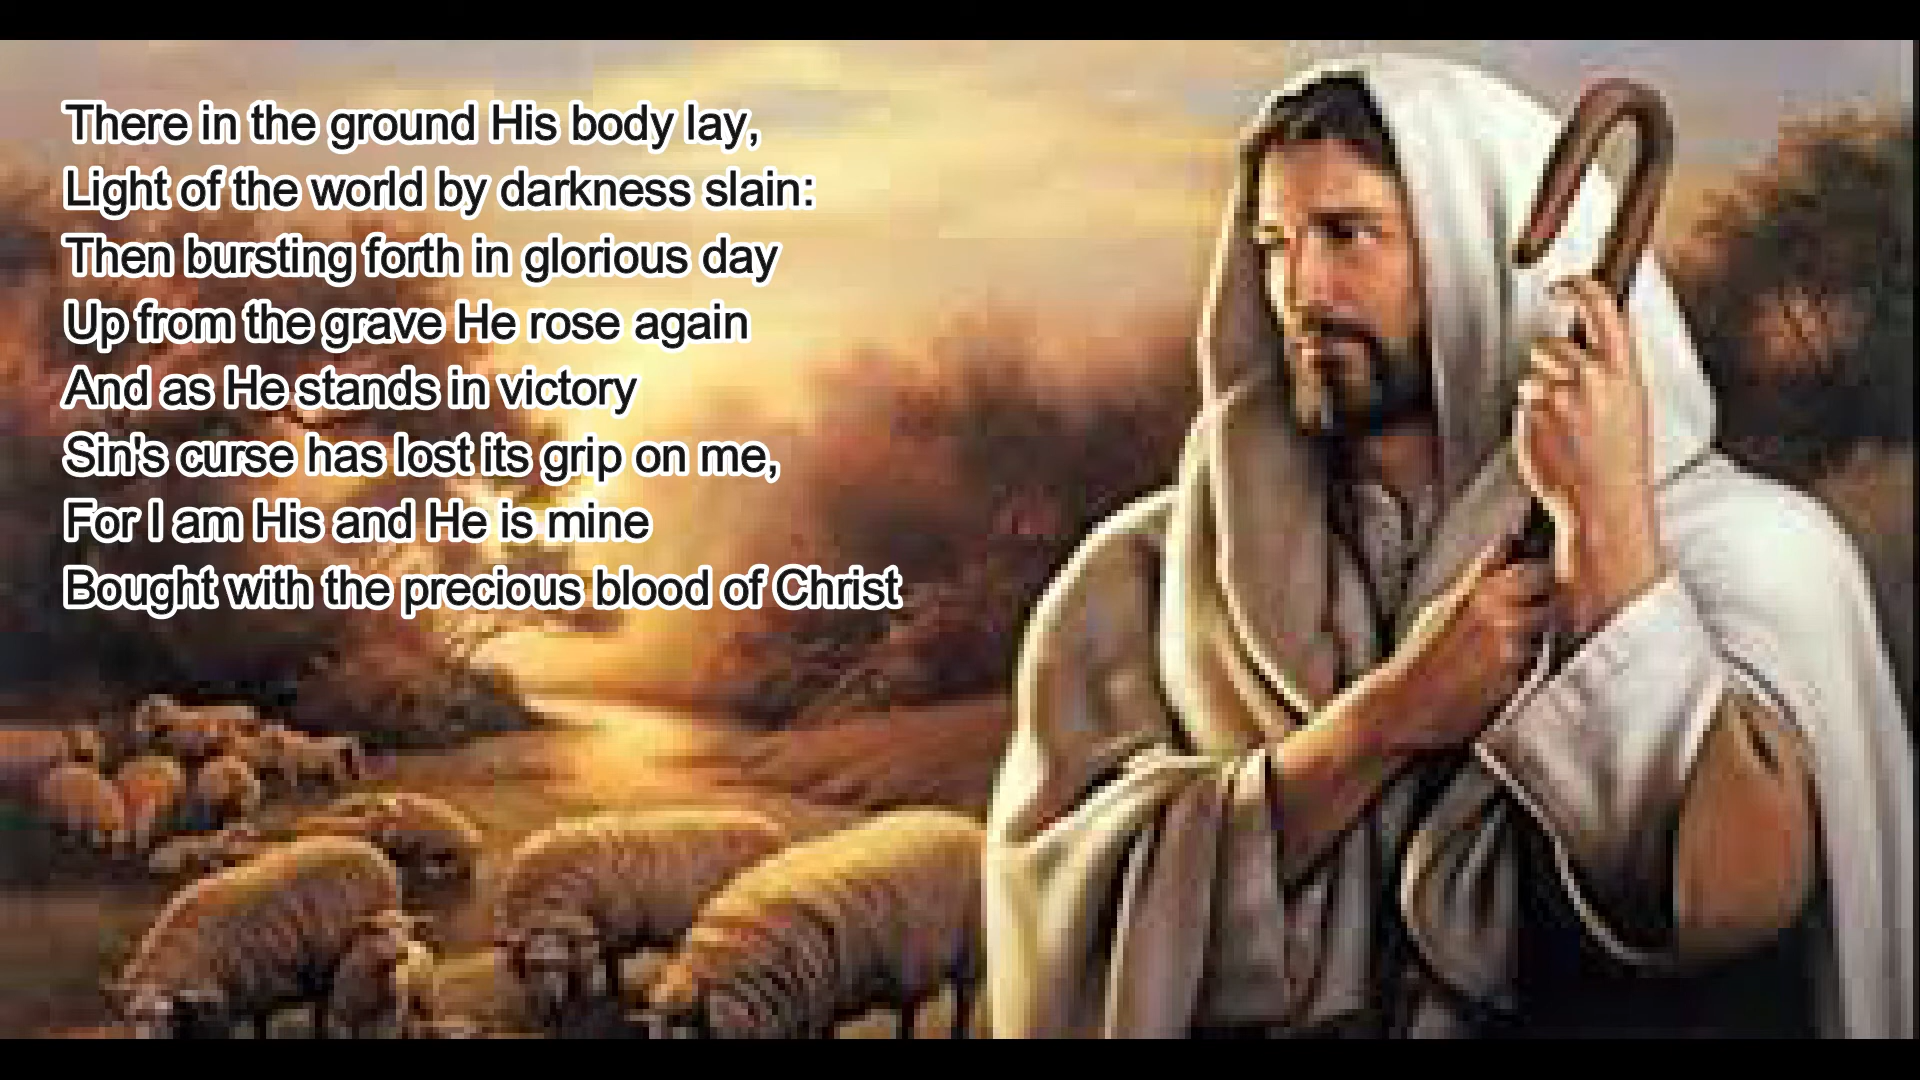 There in the ground His body lay,
Light of the world by darkness slain:
Then bursting forth in glorious day
Up from the grave He rose again
And as He stands in victory
Sin's curse has lost its grip on me,
For I am His and He is mine
Bought with the precious blood of Christ